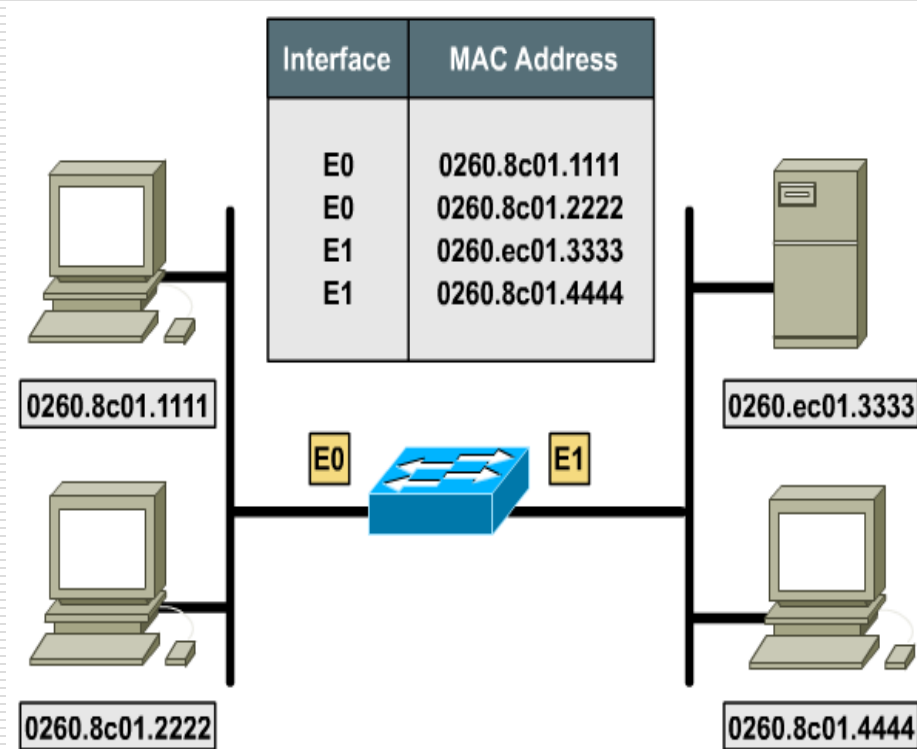 Interface MAC Address
E0 0260.8c01.1111
E0 0260.8c01.2222
E1 0260.ec01.3333
E1 0260.8c01.4444
0260.8c01.1111
0260.ec01.3333
E0
E1
0260.8c01.2222
0260.8c01.4444